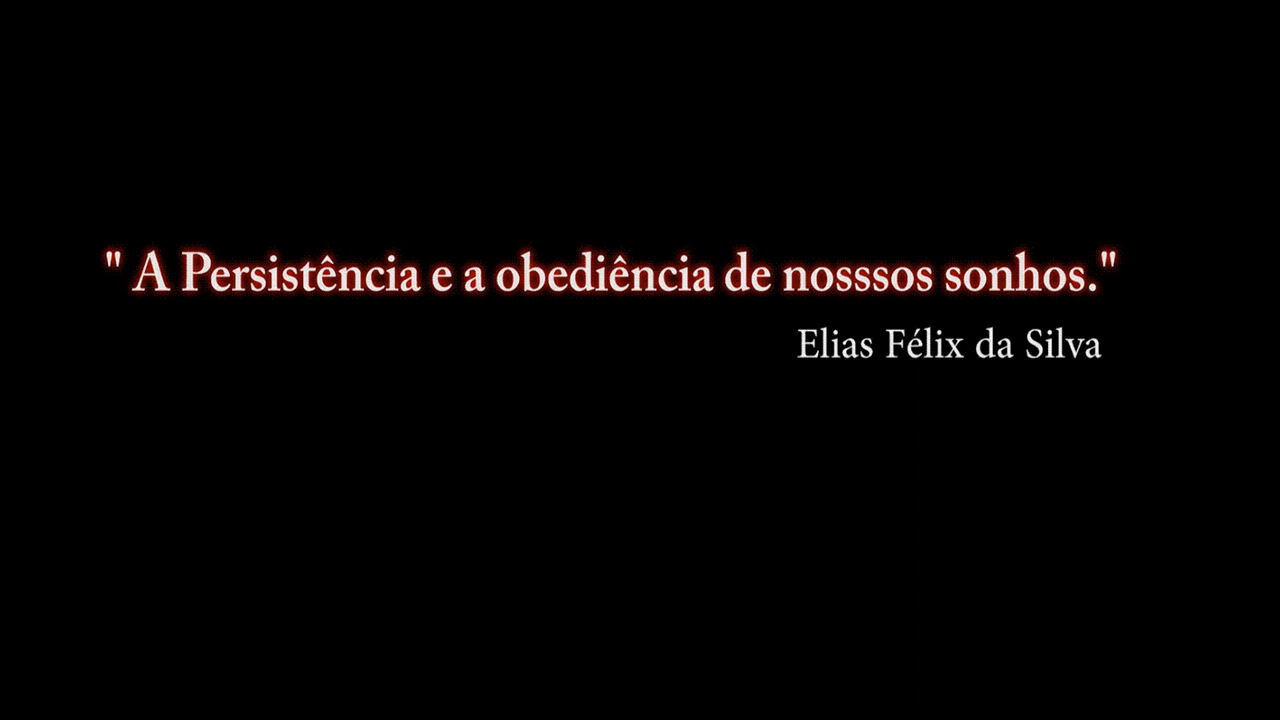 " A Persistência e a obediência de nosssos sonhos."
Elias Félix da Silva